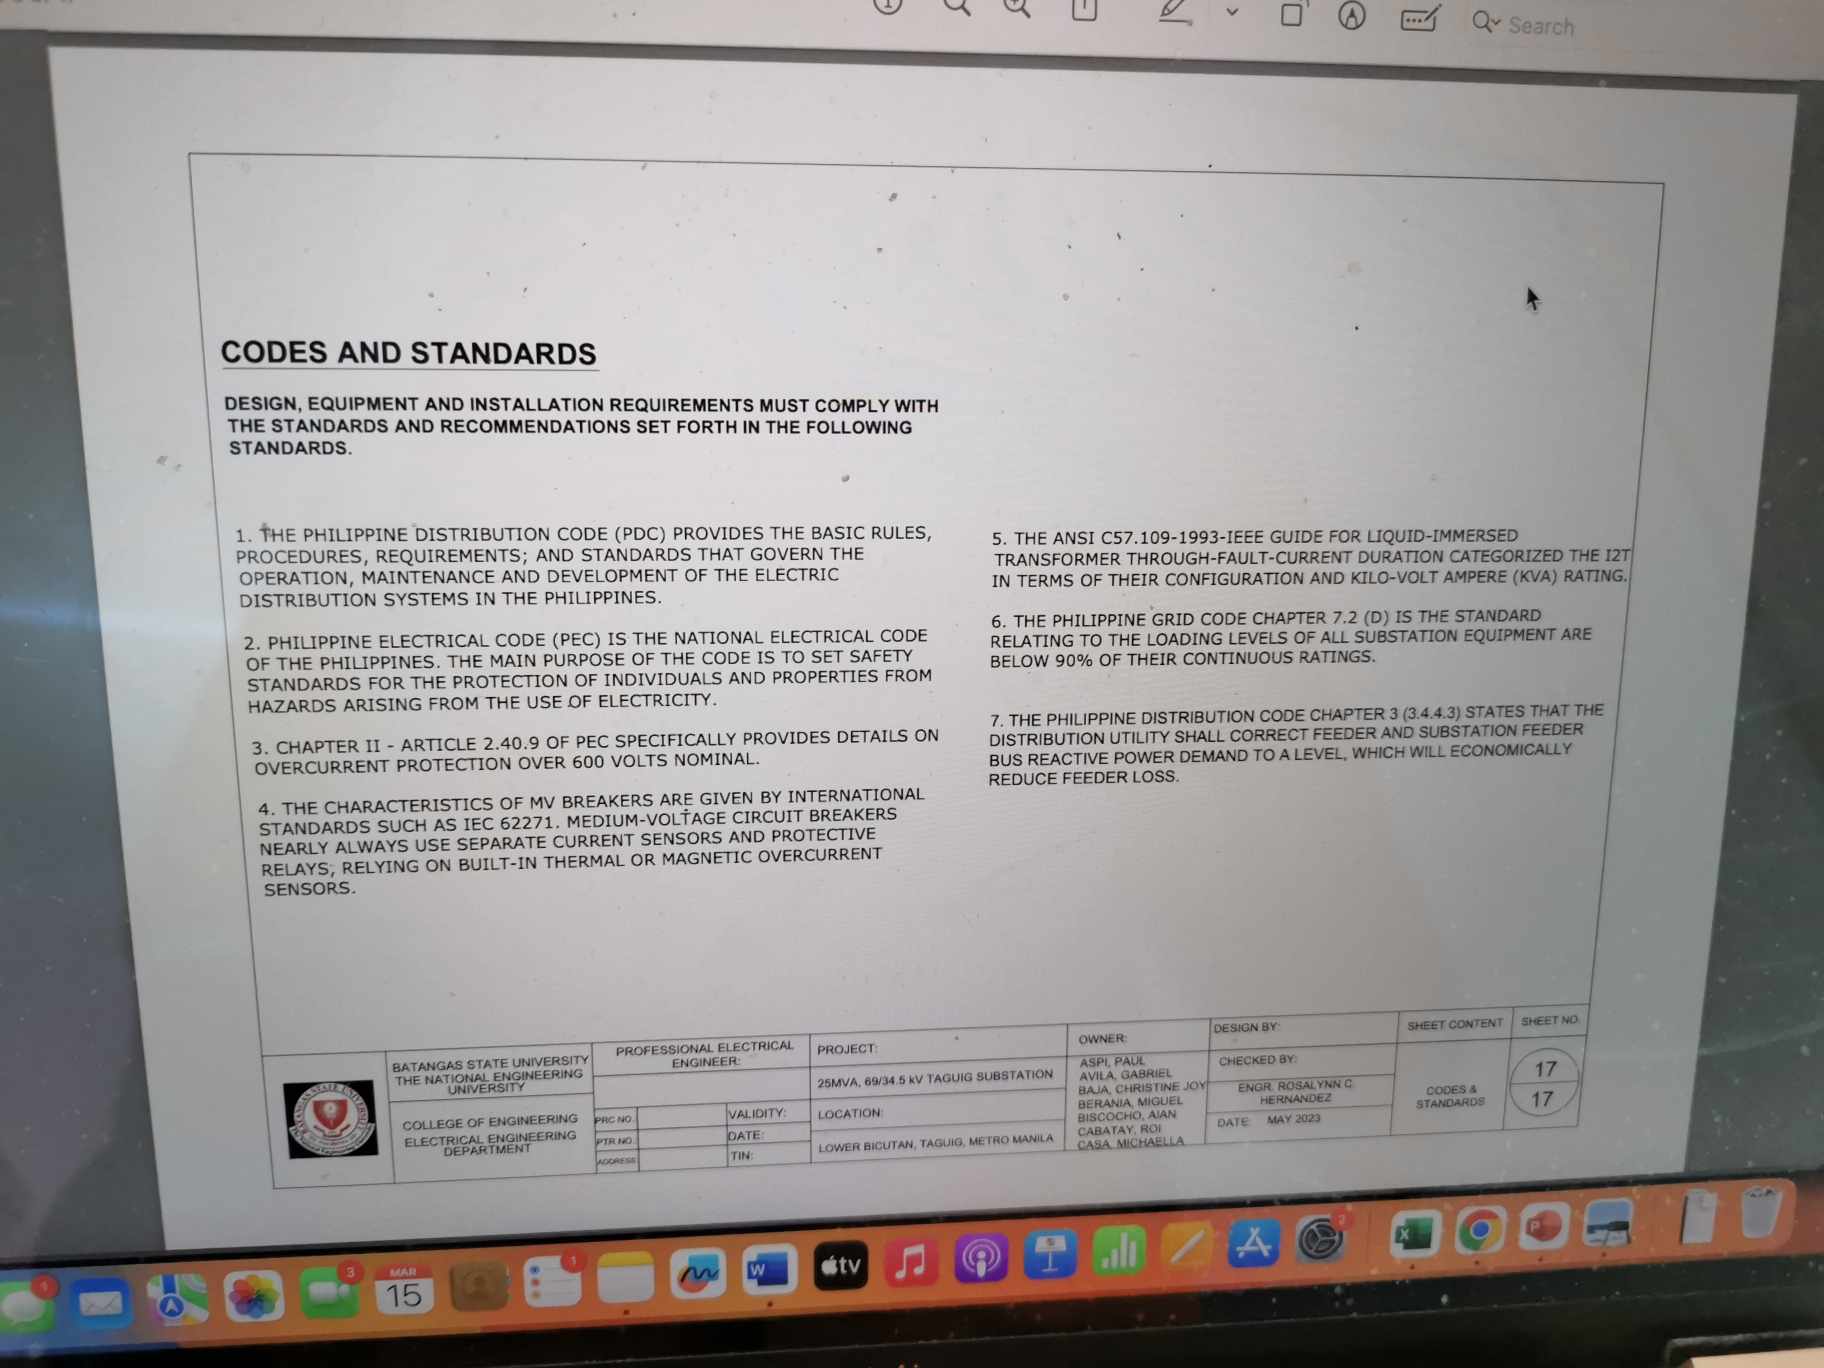 Search
CODES AND STANDARDS
DESIGN, EQUIPMENT AND INSTALLATION REQUIREMENTS MUST COMPLY WITH
THE STANDARDS AND RECOMMENDATIONS SET FORTH IN THE FOLLOWING
STANDARDS.
1. THE PHILIPPINE DISTRIBUTION CODE (PDC) PROVIDES THE BASIC RULES,
PROCEDURES, REQUIREMENTS; AND STANDARDS THAT GOVERN THE
OPERATION, MAINTENANCE AND DEVELOPMENT OF THE ELECTRIC
DISTRIBUTION SYSTEMS IN THE PHILIPPINES.
2. PHILIPPINE ELECTRICAL CODE (PEC) IS THE NATIONAL ELECTRICAL CODE
OF THE PHILIPPINES. THE MAIN PURPOSE OF THE CODE IS TO SET SAFETY
STANDARDS FOR THE PROTECTION OF INDIVIDUALS AND PROPERTIES FROM
HAZARDS ARISING FROM THE USE OF ELECTRICITY.
3. CHAPTER II - ARTICLE 2.40.9 OF PEC SPECIFICALLY PROVIDES DETAILS ON
OVERCURRENT PROTECTION OVER 600 VOLTS NOMINAL.
4. THE CHARACTERISTICS OF MV BREAKERS ARE GIVEN BY INTERNATIONAL
STANDARDS SUCH AS IEC 62271. MEDIUM-VOLTAGE CIRCUIT BREAKERS
NEARLY ALWAYS USE SEPARATE CURRENT SENSORS AND PROTECTIVE
RELAYS, RELYING ON BUILT-IN THERMAL OR MAGNETIC OVERCURRENT
SENSORS.
5. THE ANSI C57.109-1993-IEEE GUIDE FOR LIQUID-IMMERSED
TRANSFORMER THROUGH-FAULT-CURRENT DURATION CATEGORIZED THE I2T
IN TERMS OF THEIR CONFIGURATION AND KILO-VOLT AMPERE (KVA) RATING.
6. THE PHILIPPINE GRID CODE CHAPTER 7.2 (D) IS THE STANDARD
RELATING TO THE LOADING LEVELS OF ALL SUBSTATION EQUIPMENT ARE
BELOW 90% OF THEIR CONTINUOUS RATINGS.
7. THE PHILIPPINE DISTRIBUTION CODE CHAPTER 3 (3.4.4.3) STATES THAT THE
DISTRIBUTION UTILITY SHALL CORRECT FEEDER AND SUBSTATION FEEDER
BUS REACTIVE POWER DEMAND TO A LEVEL, WHICH WILL ECONOMICALLY
REDUCE FEEDER LOSS.
BATANGAS STATE UNIVERSITY
THE NATIONAL ENGINEERING
UNIVERSITY
COLLEGE OF ENGINEERING
ELECTRICAL ENGINEERING
DEPARTMENT
PROFESSIONAL ELECTRICAL
ENGINEER:
PRC NO.
VALIDITY:
PTR NO.
DATE:
ADDRESS
TIN:
PROJECT:
25MVA, 69/34.5 kV TAGUIG SUBSTATION
LOCATION:
LOWER BICUTAN, TAGUIG, METRO MANILA
OWNER:
ASPI, PAUL
AVILA, GABRIEL
BAJA, CHRISTINE JOY
BERANIA, MIGUEL
BISCOCHO, AIAN
CABATAY, ROI
CASA, MICHAELLA
DESIGN BY:
CHECKED BY:
ENGR. ROSALYNN C.
HERNANDEZ
DATE: MAY 2023
SHEET CONTENT
CODES &
STANDARDS
SHEET NO.
17
17
1
3
MAR
15
1
W
tv
2
X
P